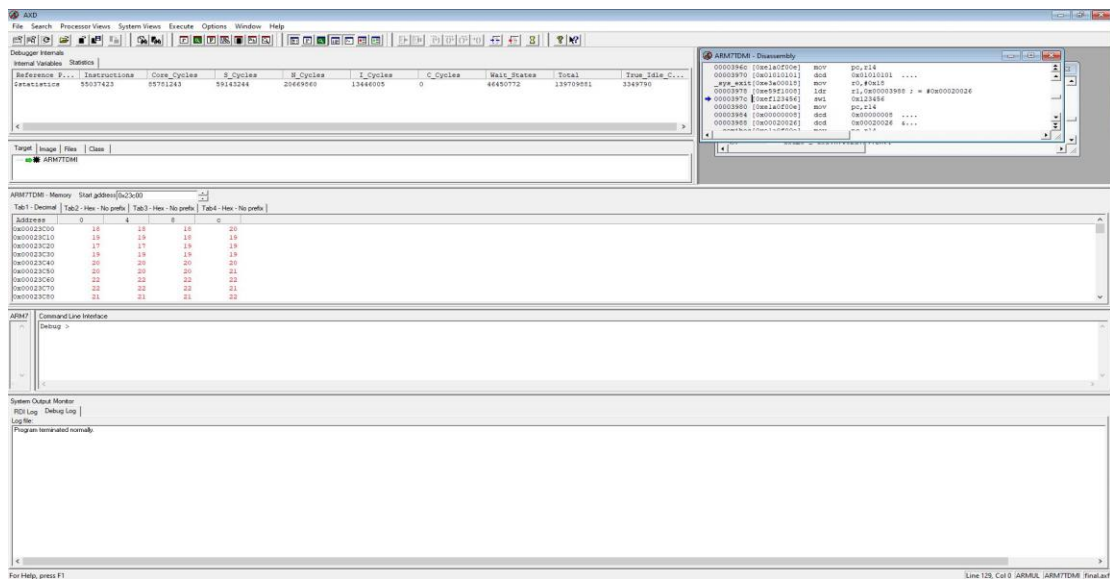 AXD
File Search Processor Views System Views Execute Options Window Help
Debugger Internals
Internal Variables Statistics
Reference P... Instructions Core_Cycles S_Cycles N_Cycles I_Cycles C_Cycles Wait_States Total True_Idle_C...
$statistics 55037423 85781243 59143244 20669860 13446005 0 46450772 139709881 3349790
Target Image Files Class
ARM7TDMI
ARM7TDMI - Disassembly
0000396c [0xe1a0f00e] mov pc,r14
00003970 [0x01010101] dcd 0x01010101 ....
_sys_exit [0xe3a00018] mov r0,#0x18
00003978 [0xe59f1008] ldr r1,0x00003988 ; = #0x00020026
0000397c [0xef123456] swi 0x123456
00003980 [0xe1a0f00e] mov pc,r14
00003984 [0x00000008] dcd 0x00000008 ....
00003988 [0x00020026] dcd 0x00020026 &...
ARM7TDMI - Memory Start address 0x23c00
Tab1 - Decimal Tab2 - Hex - No prefix Tab3 - Hex - No prefix Tab4 - Hex - No prefix
Address 0 4 8 c
0x00023C00 18 18 18 20
0x00023C10 19 19 18 19
0x00023C20 17 17 19 19
0x00023C30 19 19 19 19
0x00023C40 20 20 20 20
0x00023C50 20 20 20 21
0x00023C60 22 22 22 22
0x00023C70 22 22 22 21
0x00023C80 21 21 21 22
ARM7 Command Line Interface
Debug >
System Output Monitor
RDI Log Debug Log
Log file:
Program terminated normally.
For Help, press F1 Line 129, Col 0 ARMUL ARM7TDMI final.axf